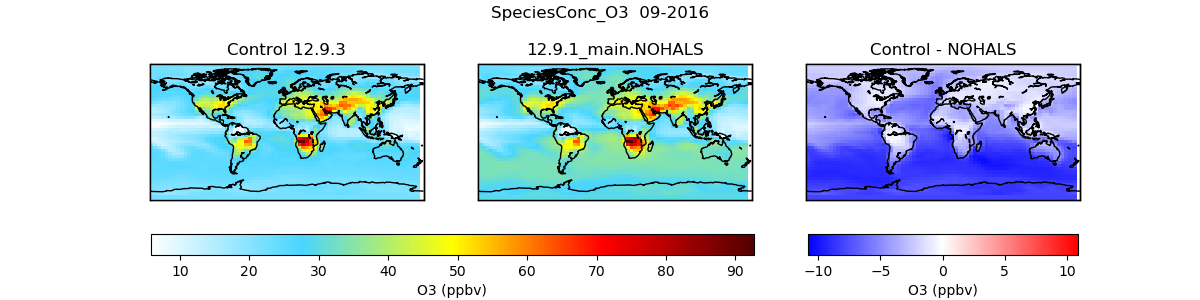 SpeciesConc_O3  09-2016
Control 12.9.3
12.9.1_main.NOHALS
Control - NOHALS
10 20 30 40 50 60 70 80 90
O3 (ppbv)
−10 −5 0 5 10
O3 (ppbv)